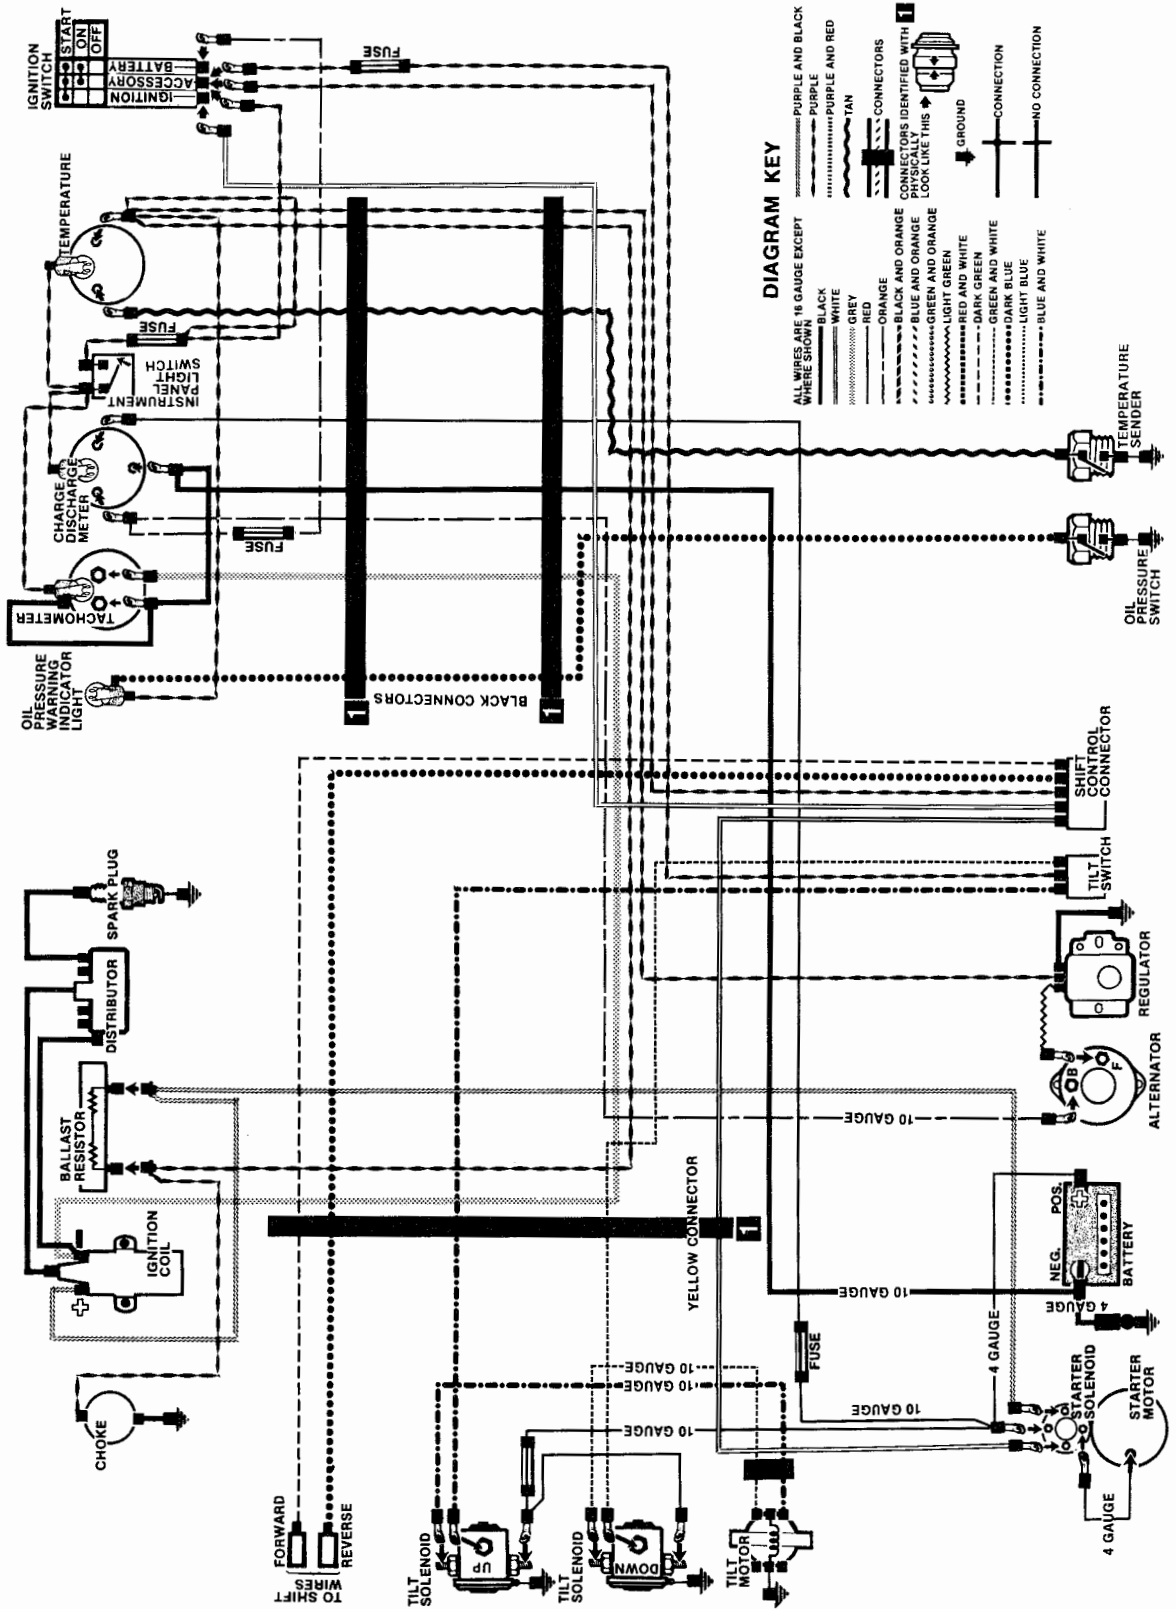 IGNITION
SWITCH
START
ON
OFF
BATTERY
ACCESSORY
IGNITION
FUSE
TEMPERATURE
FUSE
INSTRUMENT
PANEL
LIGHT
SWITCH
CHARGE
DISCHARGE
METER
FUSE
TACHOMETER
OIL
PRESSURE
WARNING
INDICATOR
LIGHT
1
BLACK CONNECTORS
1
DIAGRAM KEY
ALL WIRES ARE 16 GAUGE EXCEPT
WHERE SHOWN
BLACK
WHITE
GREY
RED
ORANGE
BLACK AND ORANGE
BLUE AND ORANGE
GREEN AND ORANGE
LIGHT GREEN
RED AND WHITE
DARK GREEN
GREEN AND WHITE
DARK BLUE
LIGHT BLUE
BLUE AND WHITE
PURPLE AND BLACK
PURPLE
PURPLE AND RED
TAN
CONNECTORS
CONNECTORS IDENTIFIED WITH 1
PHYSICALLY
LOOK LIKE THIS
GROUND
CONNECTION
NO CONNECTION
TEMPERATURE
SENDER
OIL
PRESSURE
SWITCH
SHIFT
CONTROL
CONNECTOR
TILT
SWITCH
REGULATOR
ALTERNATOR
B
F
10 GAUGE
SPARK PLUG
DISTRIBUTOR
BALLAST
RESISTOR
IGNITION
COIL
CHOKE
YELLOW CONNECTOR
1
NEG.
POS.
BATTERY
4 GAUGE
10 GAUGE
4 GAUGE
FUSE
10 GAUGE
10 GAUGE
10 GAUGE
10 GAUGE
STARTER
SOLENOID
STARTER
MOTOR
4 GAUGE
FORWARD
REVERSE
TO SHIFT
WIRES
TILT
SOLENOID
UP
TILT
SOLENOID
DOWN
TILT
MOTOR